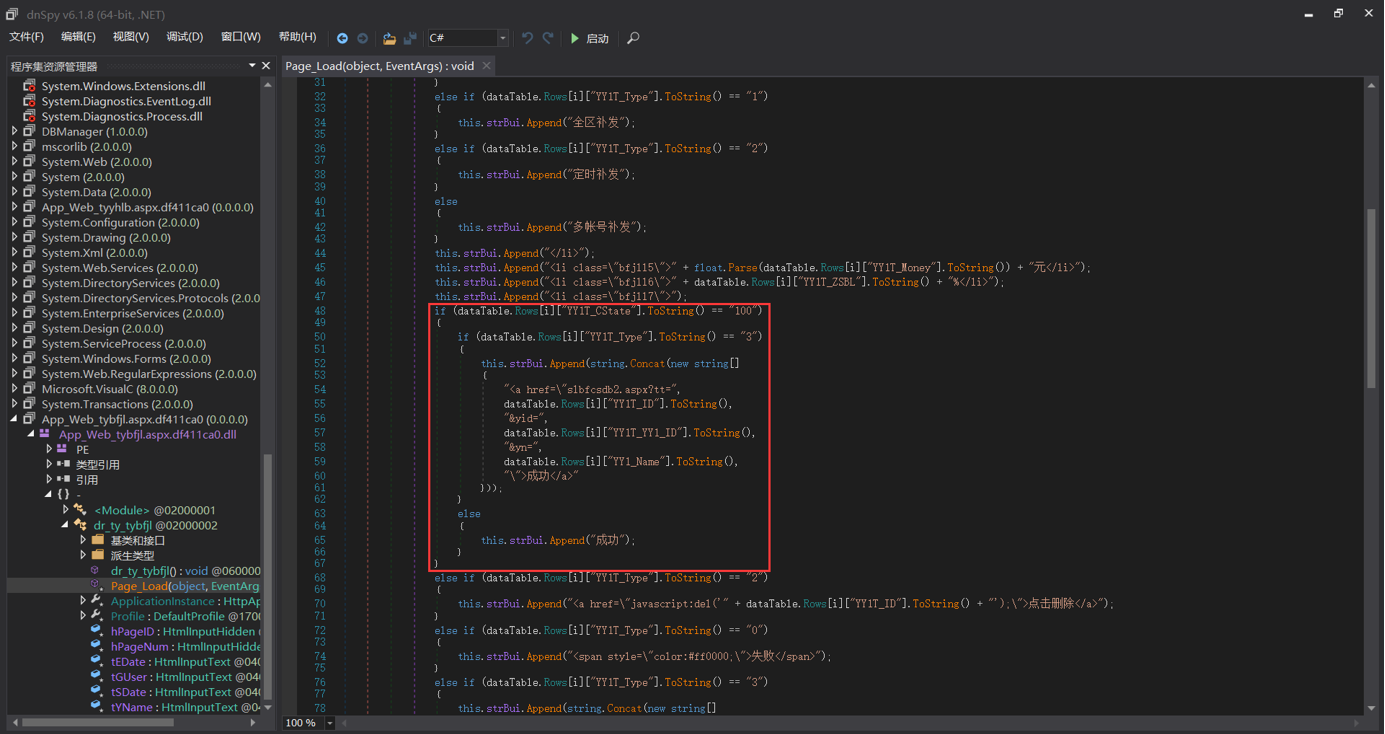 dnSpy v6.1.8 (64-bit, .NET)
文件(F) 编辑(E) 视图(V) 调试(D) 窗口(W) 帮助(H) C# 启动
程序集资源管理器
System.Windows.Extensions.dll
System.Diagnostics.EventLog.dll
System.Diagnostics.Process.dll
DBManager (1.0.0.0)
mscorlib (2.0.0.0)
System.Web (2.0.0.0)
System (2.0.0.0)
System.Data (2.0.0.0)
App_Web_tyyhlb.aspx.df411ca0 (0.0.0.0)
System.Configuration (2.0.0.0)
System.Drawing (2.0.0.0)
System.Xml (2.0.0.0)
System.Web.Services (2.0.0.0)
System.DirectoryServices (2.0.0.0)
System.DirectoryServices.Protocols (2.0.0
System.EnterpriseServices (2.0.0.0)
System.Design (2.0.0.0)
System.ServiceProcess (2.0.0.0)
System.Windows.Forms (2.0.0.0)
System.Web.RegularExpressions (2.0.0.0)
Microsoft.VisualC (8.0.0.0)
System.Transactions (2.0.0.0)
App_Web_tybfjl.aspx.df411ca0 (0.0.0.0)
App_Web_tybfjl.aspx.df411ca0.dll
PE
类型引用
引用
{ } -
<Module> @02000001
dr_ty_tybfjl @02000002
基类和接口
派生类型
dr_ty_tybfjl() : void @060000
Page_Load(object, EventArg
ApplicationInstance : HttpAp
Profile : DefaultProfile @1700
hPageID : HtmlInputHidden
hPageNum : HtmlInputHidde
tEDate : HtmlInputText @040
tGUser : HtmlInputText @040
tSDate : HtmlInputText @040
tYName : HtmlInputText @04
Page_Load(object, EventArgs) : void
31 }
32 else if (dataTable.Rows[i]["YY1T_Type"].ToString() == "1")
33 {
34 this.strBui.Append("全区补发");
35 }
36 else if (dataTable.Rows[i]["YY1T_Type"].ToString() == "2")
37 {
38 this.strBui.Append("定时补发");
39 }
40 else
41 {
42 this.strBui.Append("多帐号补发");
43 }
44 this.strBui.Append("</li>");
45 this.strBui.Append("<li class=\"bfjl15\">" + float.Parse(dataTable.Rows[i]["YY1T_Money"].ToString()) + "元</li>");
46 this.strBui.Append("<li class=\"bfjl16\">" + dataTable.Rows[i]["YY1T_ZSBL"].ToString() + "%</li>");
47 this.strBui.Append("<li class=\"bfjl17\">");
48 if (dataTable.Rows[i]["YY1T_CState"].ToString() == "100")
49 {
50 if (dataTable.Rows[i]["YY1T_Type"].ToString() == "3")
51 {
52 this.strBui.Append(string.Concat(new string[]
53 {
54 "<a href=\"slbfcsdb2.aspx?tt=",
55 dataTable.Rows[i]["YY1T_ID"].ToString(),
56 "&yid=",
57 dataTable.Rows[i]["YY1T_YY1_ID"].ToString(),
58 "&yn=",
59 dataTable.Rows[i]["YY1_Name"].ToString(),
60 "\">成功</a>"
61 }));
62 }
63 else
64 {
65 this.strBui.Append("成功");
66 }
67 }
68 else if (dataTable.Rows[i]["YY1T_Type"].ToString() == "2")
69 {
70 this.strBui.Append("<a href=\"javascript:del('" + dataTable.Rows[i]["YY1T_ID"].ToString() + "');\">点击删除</a>");
71 }
72 else if (dataTable.Rows[i]["YY1T_Type"].ToString() == "0")
73 {
74 this.strBui.Append("<span style=\"color:#ff0000;\">失败</span>");
75 }
76 else if (dataTable.Rows[i]["YY1T_Type"].ToString() == "3")
77 {
78 this.strBui.Append(string.Concat(new string[]
100 %